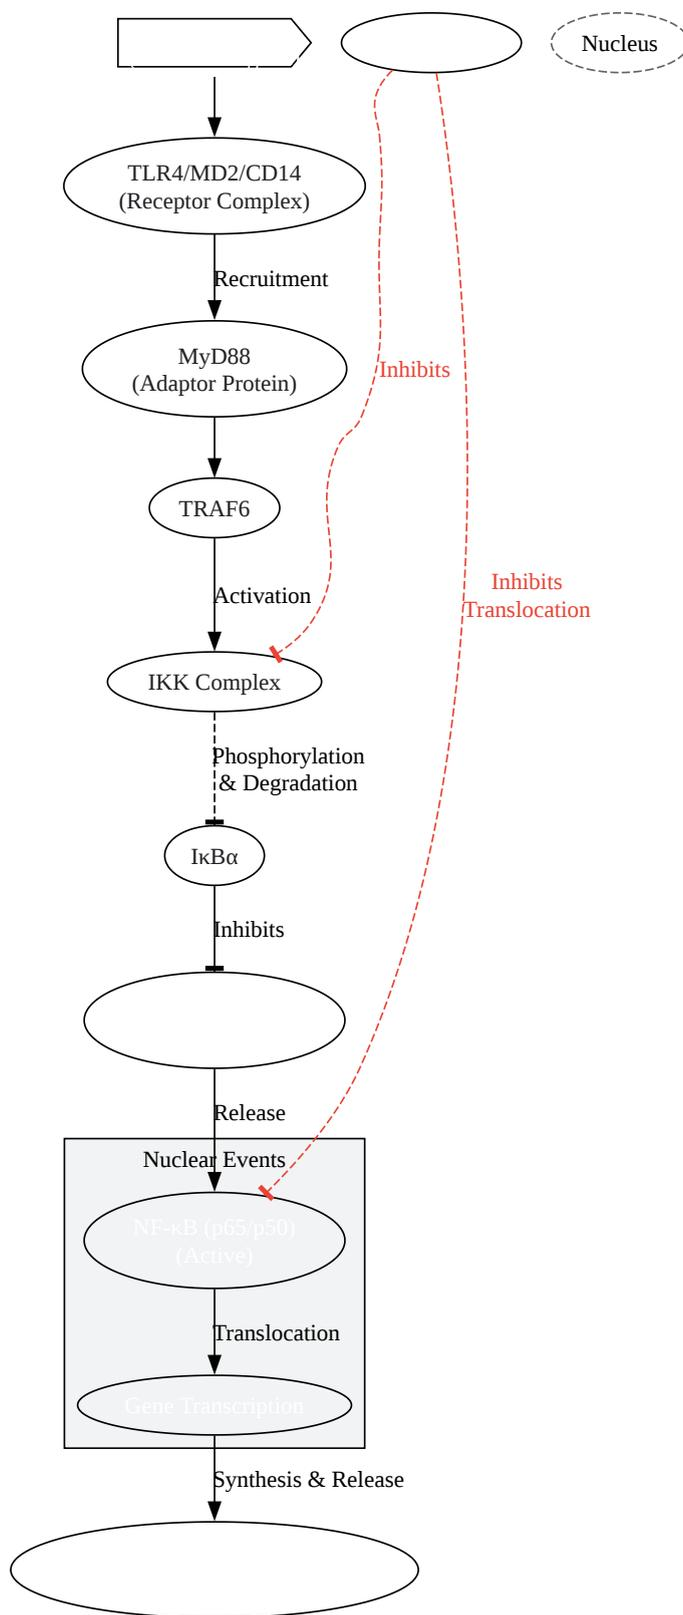 Nucleus
TLR4/MD2/CD14
(Receptor Complex)
Recruitment
MyD88
(Adaptor Protein)
Inhibits
TRAF6
Inhibits
Translocation
Activation
IKK Complex
Phosphorylation
& Degradation
IκBα
Inhibits
Release
Nuclear Events
NF-κB (p65/p50)
(Active)
Translocation
Gene Transcription
Synthesis & Release